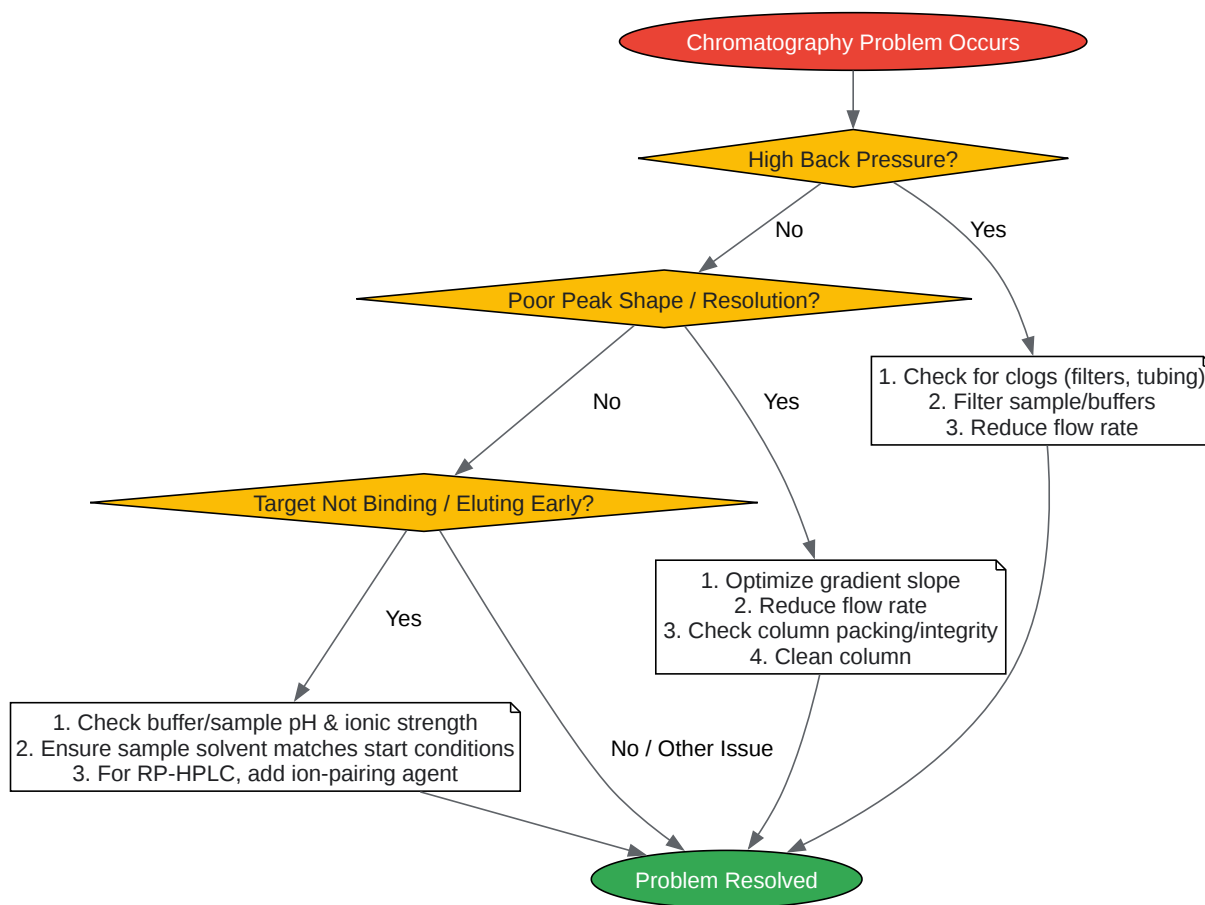 Chromatography Problem Occurs
High Back Pressure?
No
Yes
Poor Peak Shape / Resolution?
1. Check for clogs (filters, tubing)
2. Filter sample/buffers
3. Reduce flow rate
No
Yes
Target Not Binding / Eluting Early?
1. Optimize gradient slope
2. Reduce flow rate
3. Check column packing/integrity
4. Clean column
Yes
1. Check buffer/sample pH & ionic strength
2. Ensure sample solvent matches start conditions
3. For RP-HPLC, add ion-pairing agent
No / Other Issue
Problem Resolved